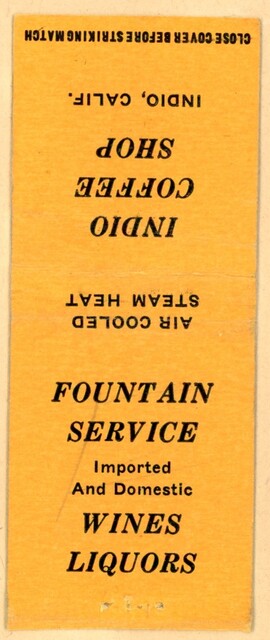 CLOSE COVER BEFORE STRIKING MATCH
INDIO
COFFEE
SHOP
INDIO, CALIF.
AIR COOLED
STEAM HEAT
FOUNTAIN
SERVICE
Imported
And Domestic
WINES
LIQUORS